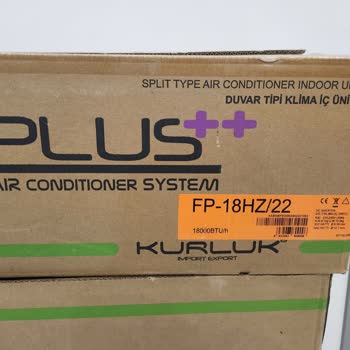 SPLIT TYPE AIR CONDITIONER INDOOR U
DUVAR TİPİ KLİMA İÇ ÜNİ
PLUS++
AIR CONDITIONER SYSTEM
FP-18HZ/22
18000BTU/h
KURLUK
IMPORT EXPORT